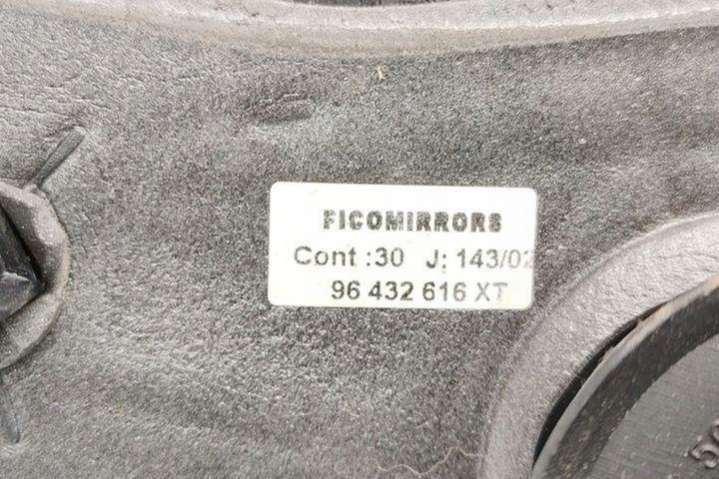 FICOMIRRORS
Cont :30 J: 143/02
96 432 616 XT